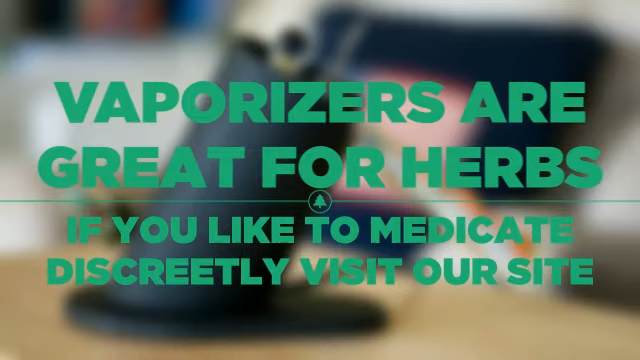 VAPORIZERS ARE
GREAT FOR HERBS
IF YOU LIKE TO MEDICATE
DISCREETLY VISIT OUR SITE